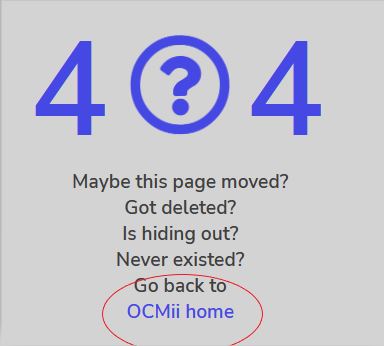 4?4
Maybe this page moved?
Got deleted?
Is hiding out?
Never existed?
Go back to
OCMii home